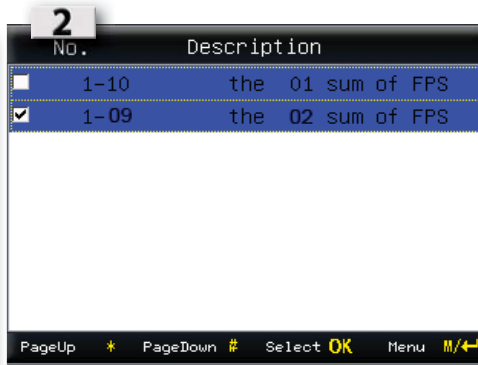 2
No. Description
1-10 the 01 sum of FPS
1-09 the 02 sum of FPS
PageUp * PageDown # Select OK Menu M/↵